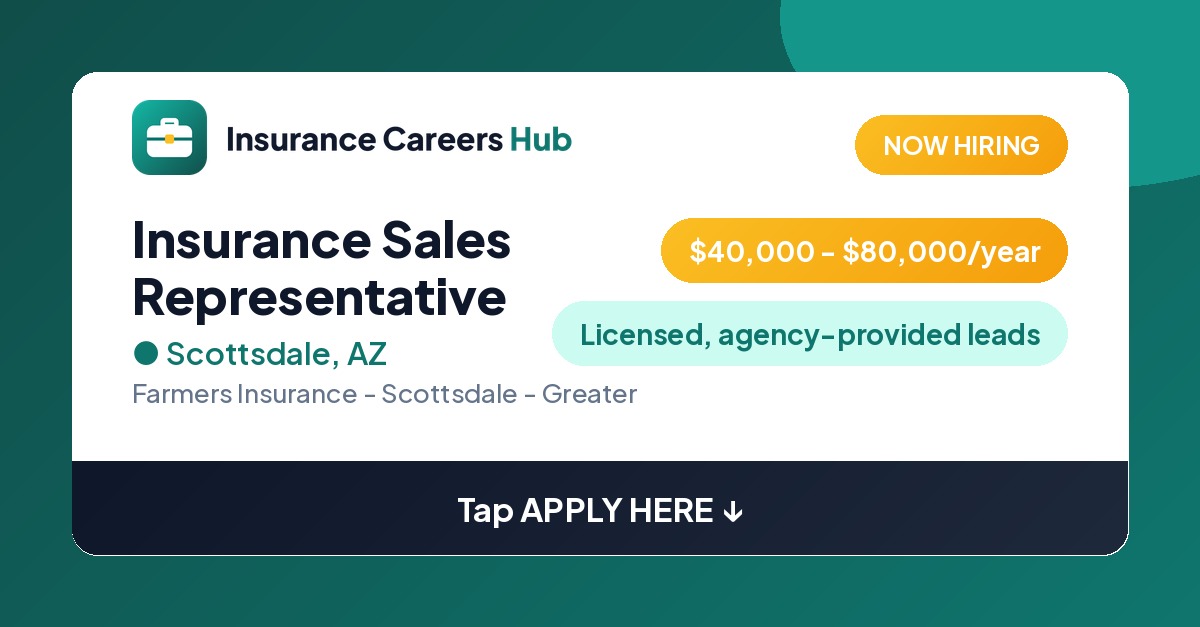 Insurance Careers Hub
NOW HIRING
Insurance Sales
Representative
$40,000 - $80,000/year
Licensed, agency-provided leads
Scottsdale, AZ
Farmers Insurance - Scottsdale - Greater
Tap APPLY HERE ↓